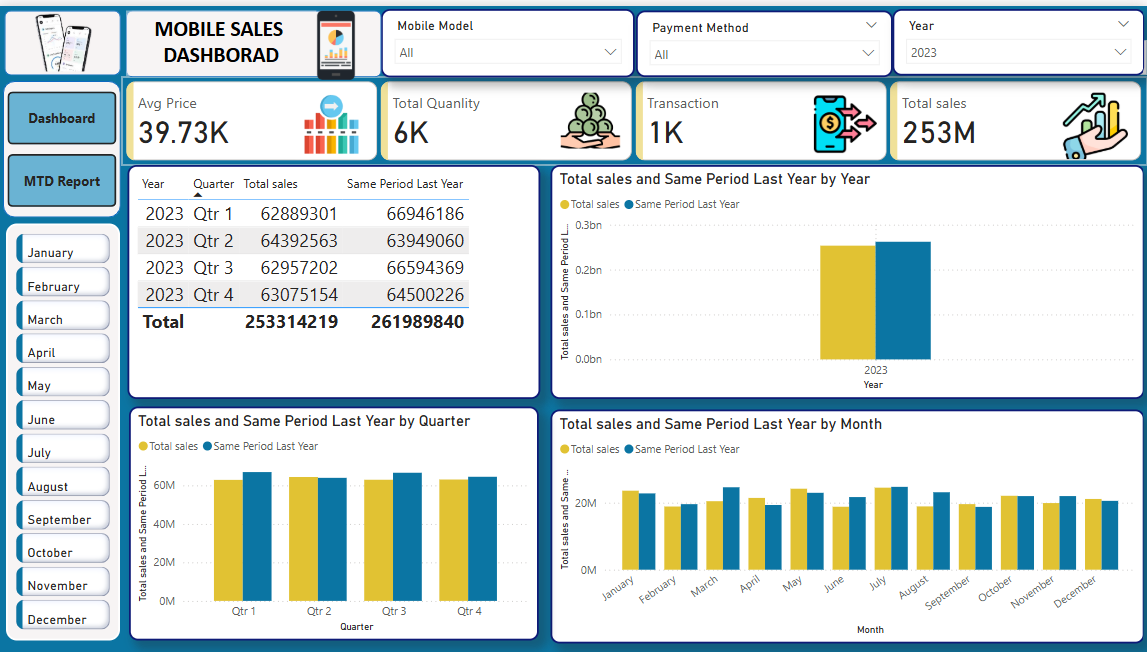 MOBILE SALES
DASHBORAD
Mobile Model
All
Payment Method
All
Year
2023
Dashboard
MTD Report
Avg Price
39.73K
Total Quanlity
6K
Transaction
1K
Total sales
253M
January
February
March
April
May
June
July
August
September
October
November
December
Year Quarter Total sales Same Period Last Year
2023 Qtr 1 62889301 66946186
2023 Qtr 2 64392563 63949060
2023 Qtr 3 62957202 66594369
2023 Qtr 4 63075154 64500226
Total 253314219 261989840
Total sales and Same Period Last Year by Year
Total sales Same Period Last Year
Total sales and Same Period L...
0.3bn
0.2bn
0.1bn
0.0bn
2023
Year
Total sales and Same Period Last Year by Quarter
Total sales Same Period Last Year
Total sales and Same Period L...
60M
40M
20M
0M
Qtr 1 Qtr 2 Qtr 3 Qtr 4
Quarter
Total sales and Same Period Last Year by Month
Total sales Same Period Last Year
Total sales and Same ...
20M
0M
January February March April May June July August September October November December
Month